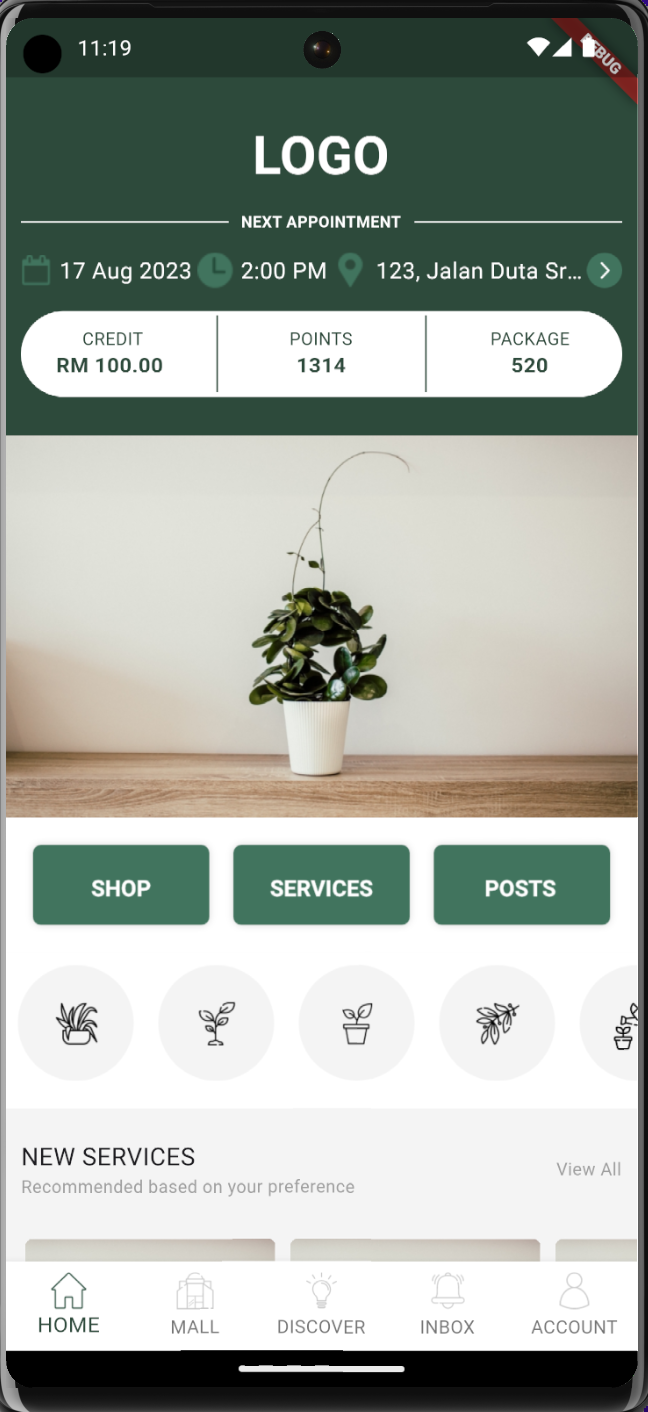 11:19
DEBUG
LOGO
NEXT APPOINTMENT
17 Aug 2023 2:00 PM 123, Jalan Duta Sr...
CREDIT POINTS PACKAGE
RM 100.00 1314 520
SHOP SERVICES POSTS
NEW SERVICES
View All
Recommended based on your preference
HOME MALL DISCOVER INBOX ACCOUNT